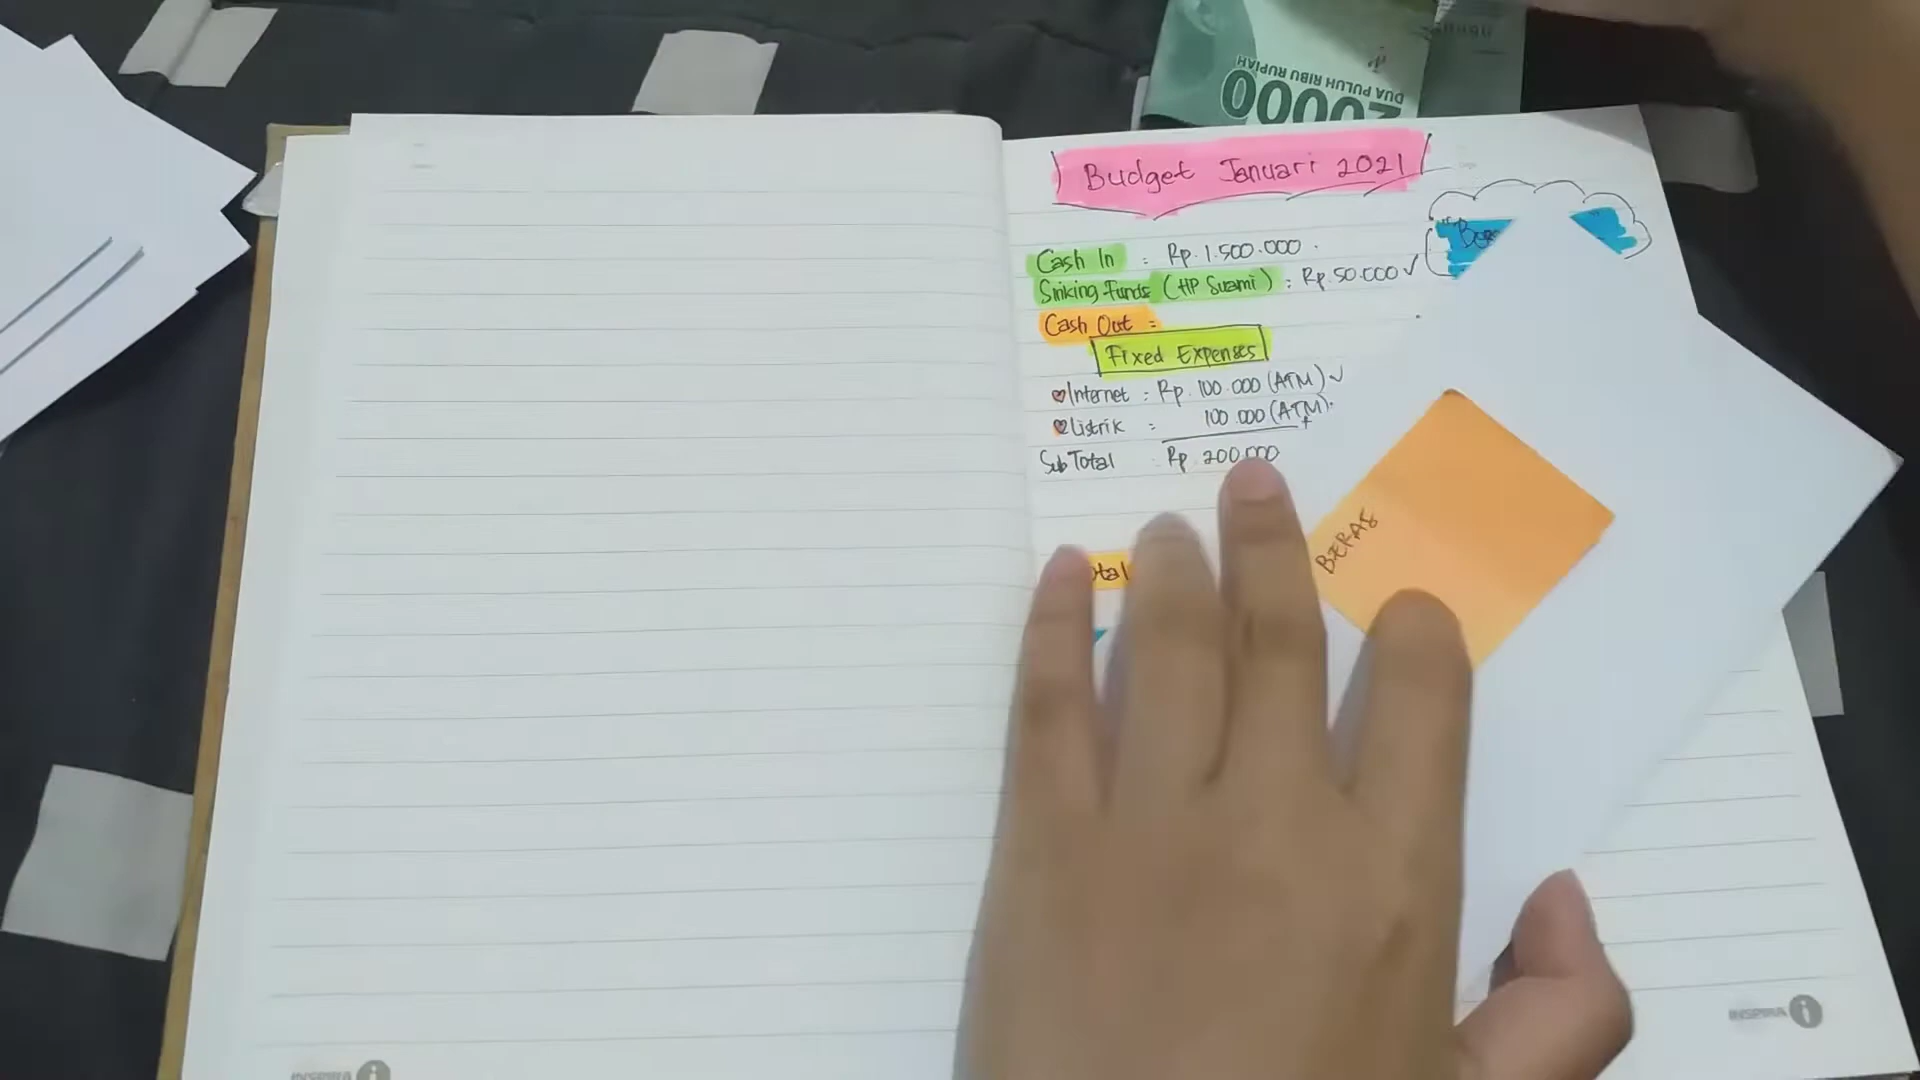 DUA PULUH RIBU RUPIAH
20000
Budget Januari 2021
Cash In : Rp. 1.500.000 .
Sinking Funds (HP Suami) : Rp. 50.000 ✓
Cash Out =
Fixed Expenses
Internet : Rp. 100.000 (ATM) ✓
Listrik = 100.000 (ATM).
+
Sub Total : Rp. 200.000
BERAS
INSPIRA
INSPIRA